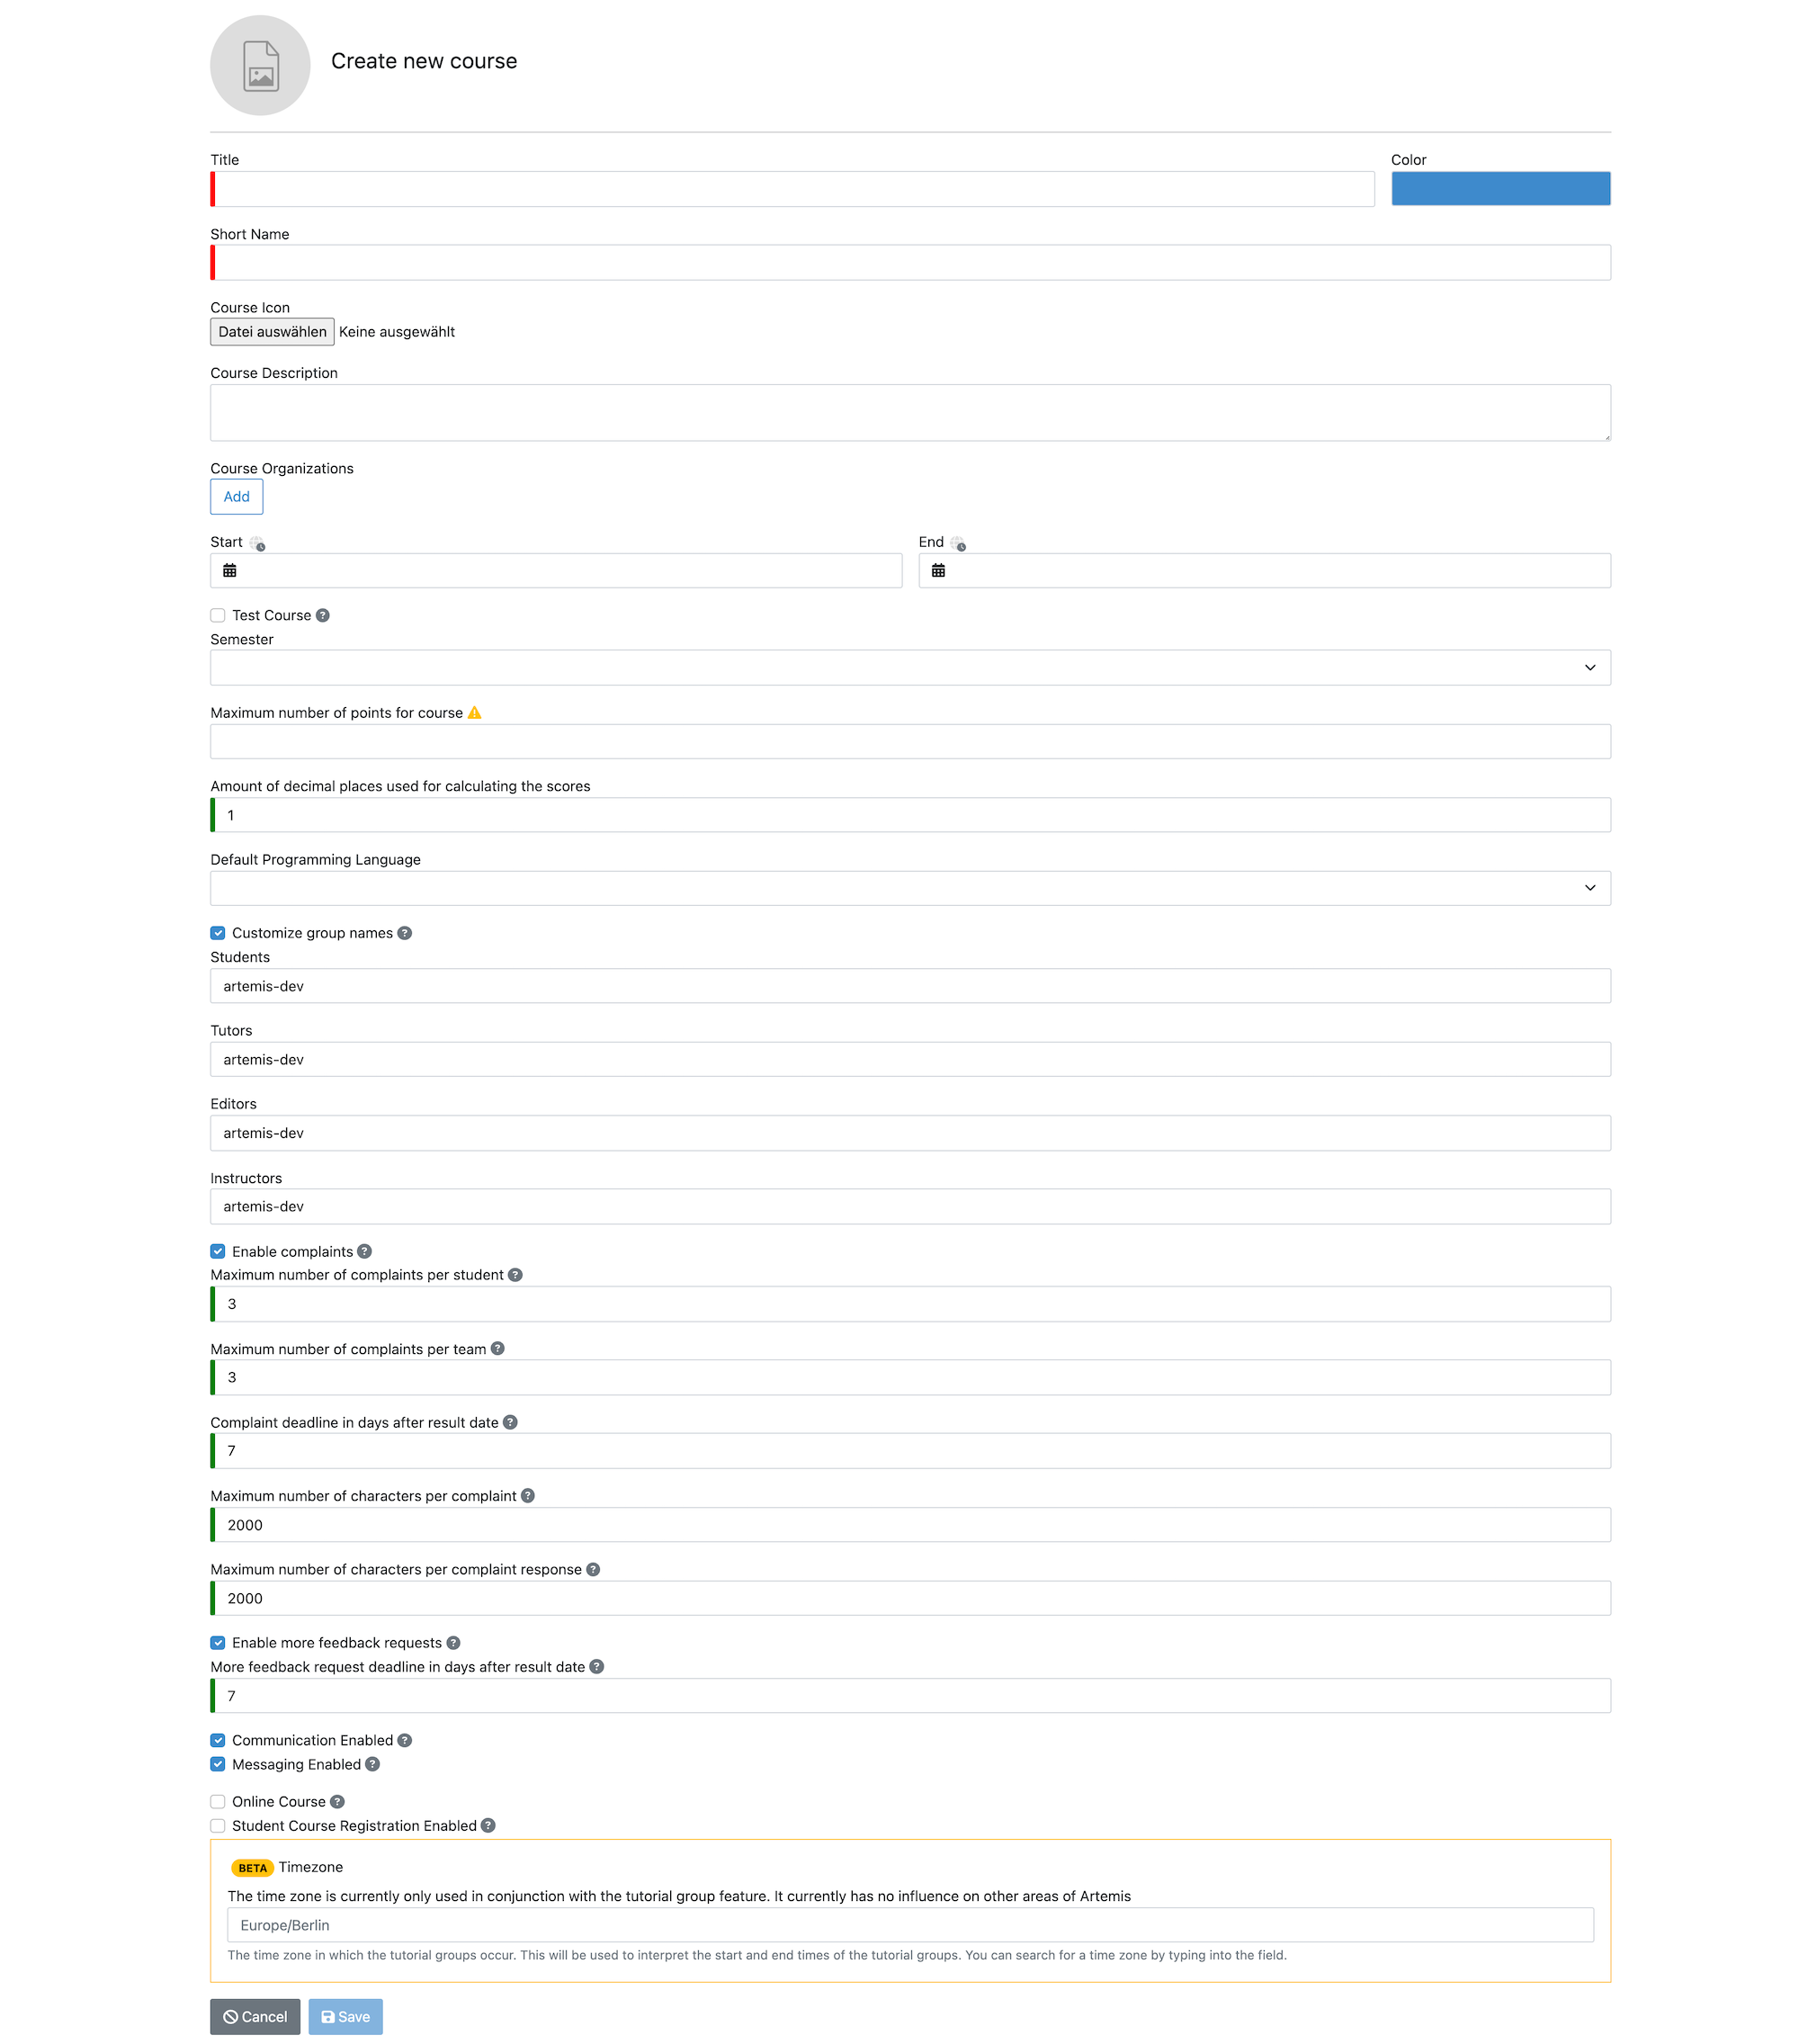 Create new course
Title
Color
Short Name
Course Icon
Datei auswählen Keine ausgewählt
Course Description
Course Organizations
Add
Start
End
Test Course
Semester
Maximum number of points for course
Amount of decimal places used for calculating the scores
1
Default Programming Language
Customize group names
Students
artemis-dev
Tutors
artemis-dev
Editors
artemis-dev
Instructors
artemis-dev
Enable complaints
Maximum number of complaints per student
3
Maximum number of complaints per team
3
Complaint deadline in days after result date
7
Maximum number of characters per complaint
2000
Maximum number of characters per complaint response
2000
Enable more feedback requests
More feedback request deadline in days after result date
7
Communication Enabled
Messaging Enabled
Online Course
Student Course Registration Enabled
BETA Timezone
The time zone is currently only used in conjunction with the tutorial group feature. It currently has no influence on other areas of Artemis
Europe/Berlin
The time zone in which the tutorial groups occur. This will be used to interpret the start and end times of the tutorial groups. You can search for a time zone by typing into the field.
Cancel Save